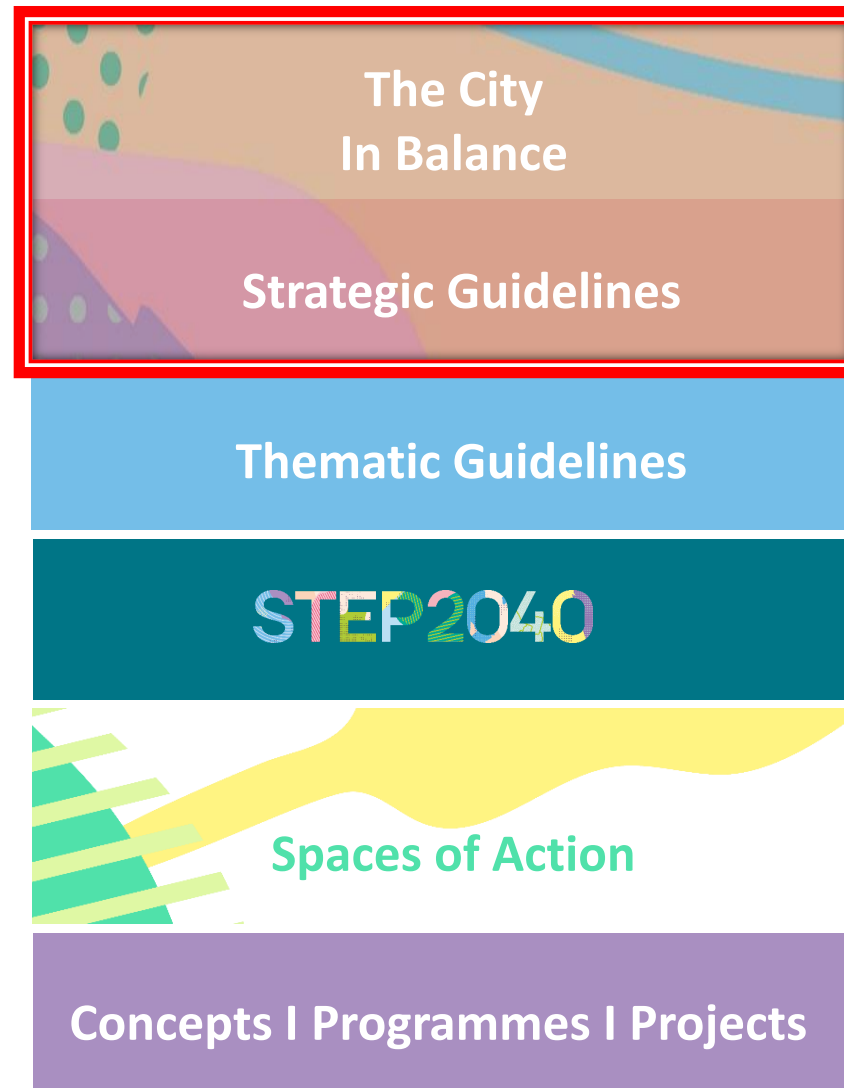 The City
In Balance
Strategic Guidelines
Thematic Guidelines
STEP2040
Spaces of Action
Concepts I Programmes I Projects